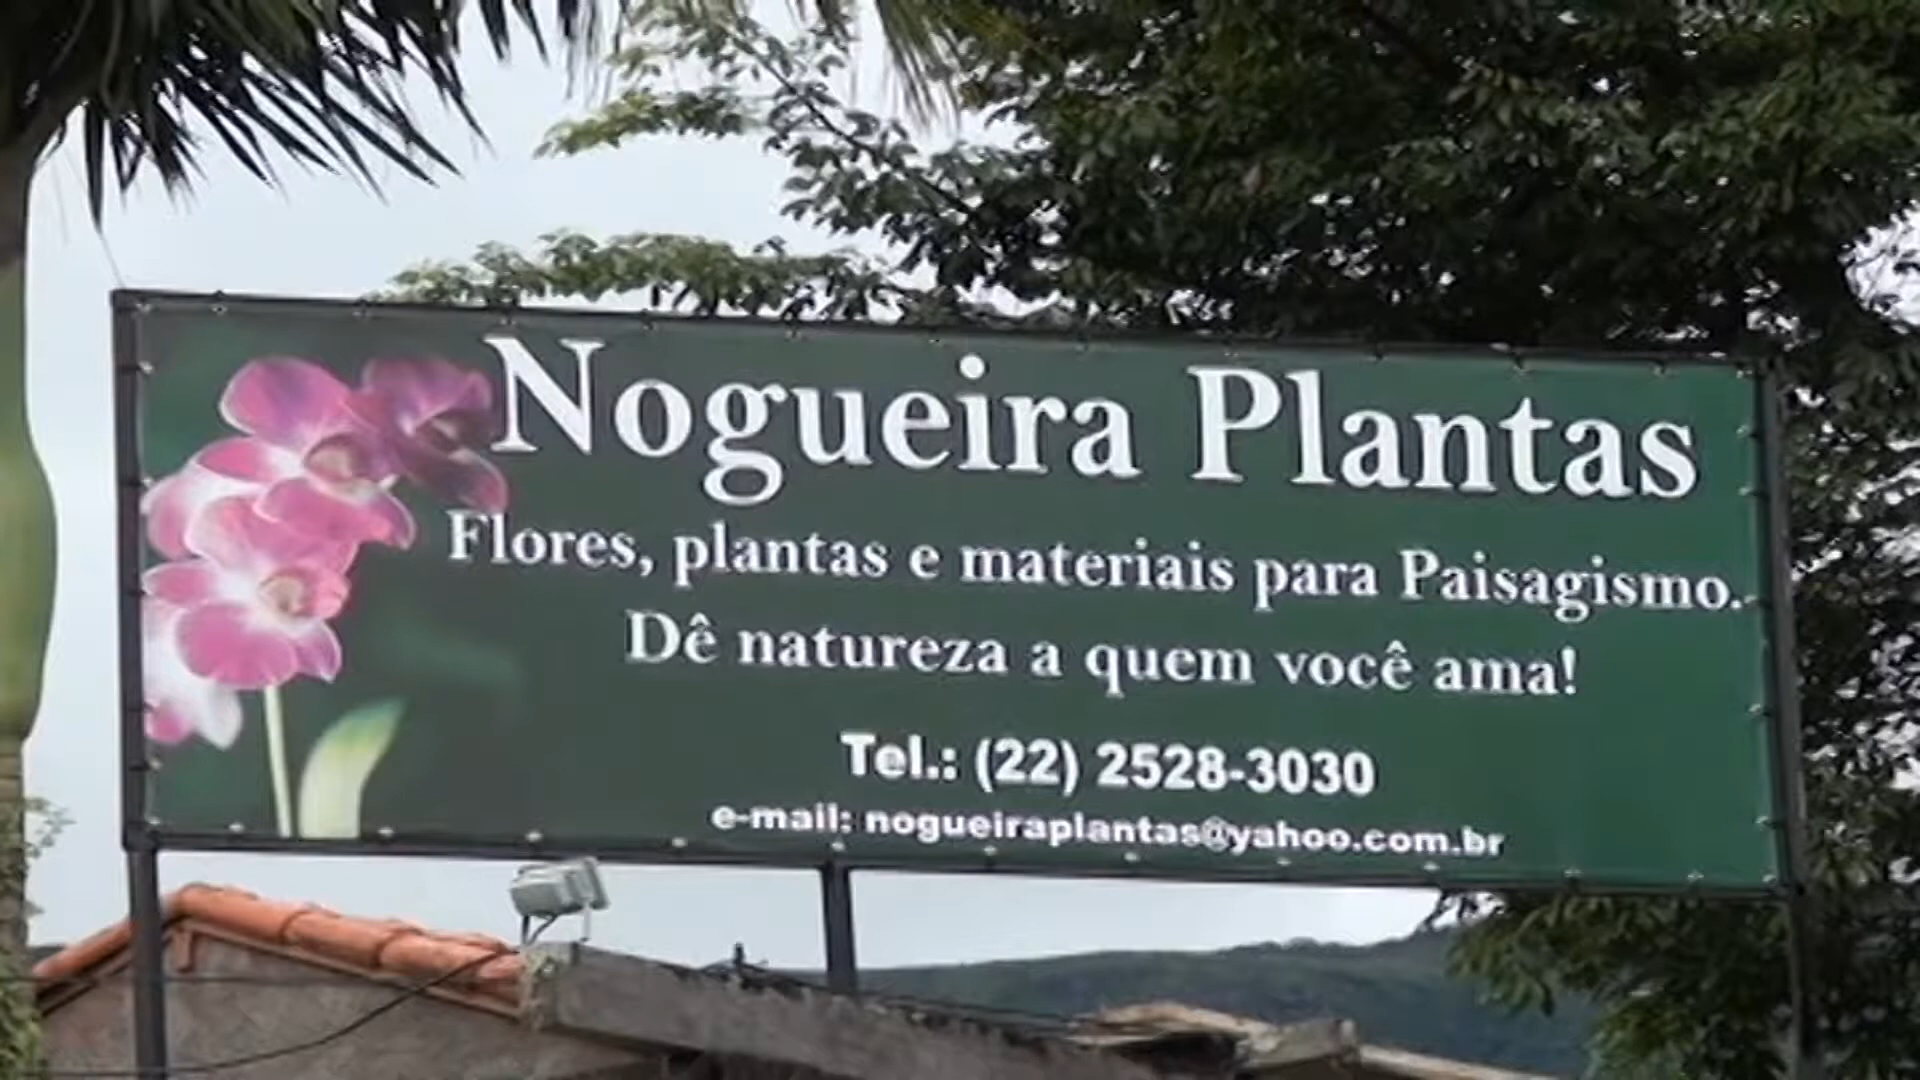 Nogueira Plantas
Flores, plantas e materiais para Paisagismo.
Dê natureza a quem você ama!
Tel.: (22) 2528-3030
e-mail: nogueiraplantas@yahoo.com.br